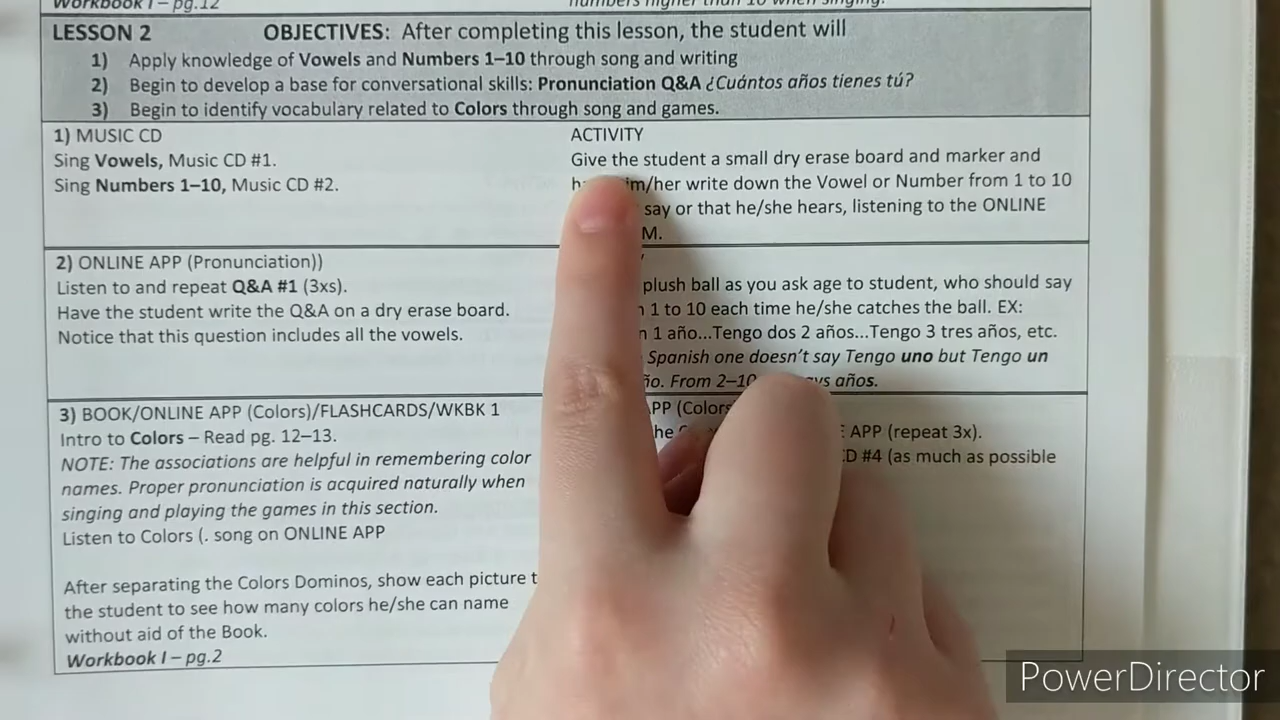 Workbook I – pg.12
numbers higher than 10 when singing.
LESSON 2 OBJECTIVES: After completing this lesson, the student will
1) Apply knowledge of Vowels and Numbers 1–10 through song and writing
2) Begin to develop a base for conversational skills: Pronunciation Q&A ¿Cuántos años tienes tú?
3) Begin to identify vocabulary related to Colors through song and games.
1) MUSIC CD
Sing Vowels, Music CD #1.
Sing Numbers 1–10, Music CD #2.
ACTIVITY
Give the student a small dry erase board and marker and
im/her write down the Vowel or Number from 1 to 10
say or that he/she hears, listening to the ONLINE
M.
2) ONLINE APP (Pronunciation))
Listen to and repeat Q&A #1 (3xs).
Have the student write the Q&A on a dry erase board.
Notice that this question includes all the vowels.
plush ball as you ask age to student, who should say
1 to 10 each time he/she catches the ball. EX:
1 año...Tengo dos 2 años...Tengo 3 tres años, etc.
Spanish one doesn't say Tengo uno but Tengo un
ño. From 2–10 ays años.
3) BOOK/ONLINE APP (Colors)/FLASHCARDS/WKBK 1
Intro to Colors – Read pg. 12–13.
NOTE: The associations are helpful in remembering color
names. Proper pronunciation is acquired naturally when
singing and playing the games in this section.
Listen to Colors (. song on ONLINE APP
After separating the Colors Dominos, show each picture t
the student to see how many colors he/she can name
without aid of the Book.
Workbook I – pg.2
PP (Colors
he APP (repeat 3x).
CD #4 (as much as possible
PowerDirector